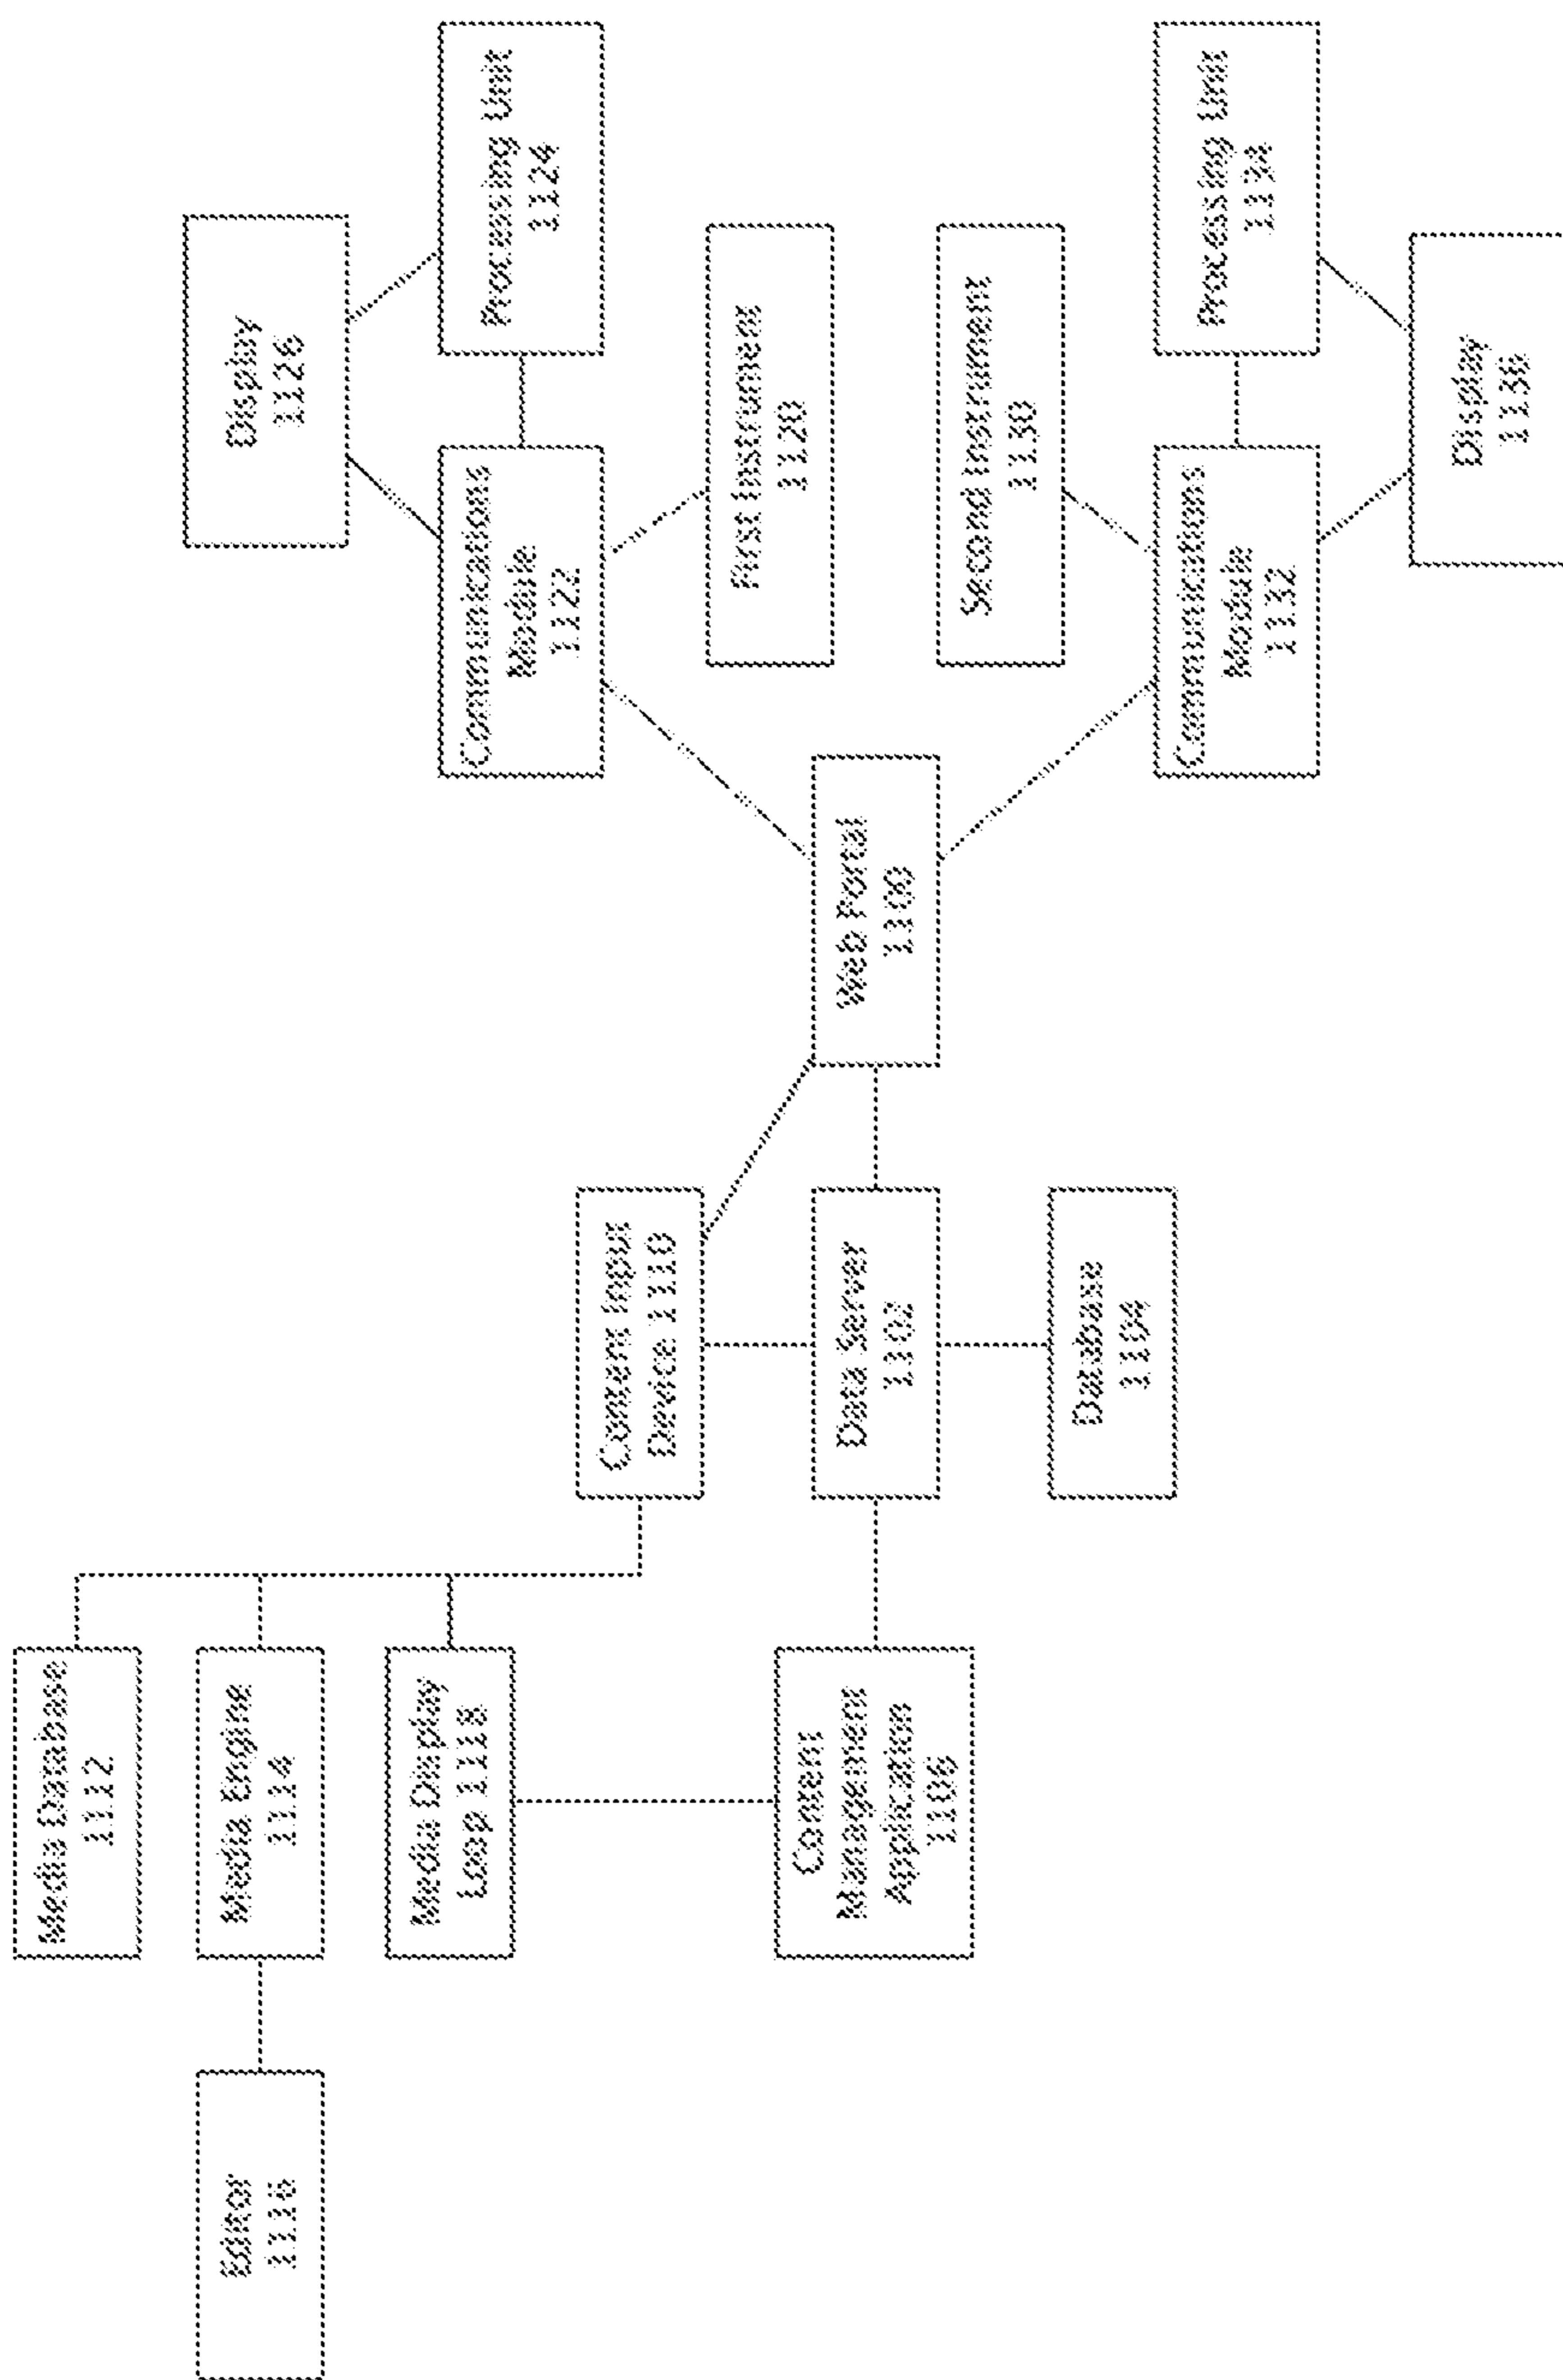 Editor
1116
Media Database
1112
Media Engine
1114
Media Display
Loop 1118
Content
Management
Application
1106
Content Input
Device 1110
Data Server
1102
Database
1104
Web Portal
1100
Display
1126
Communications
Module
1122
Processing Unit
1124
First Instrument
1120
Second Instrument
1130
Communications
Module
1132
Processing Unit
1134
Display
1136